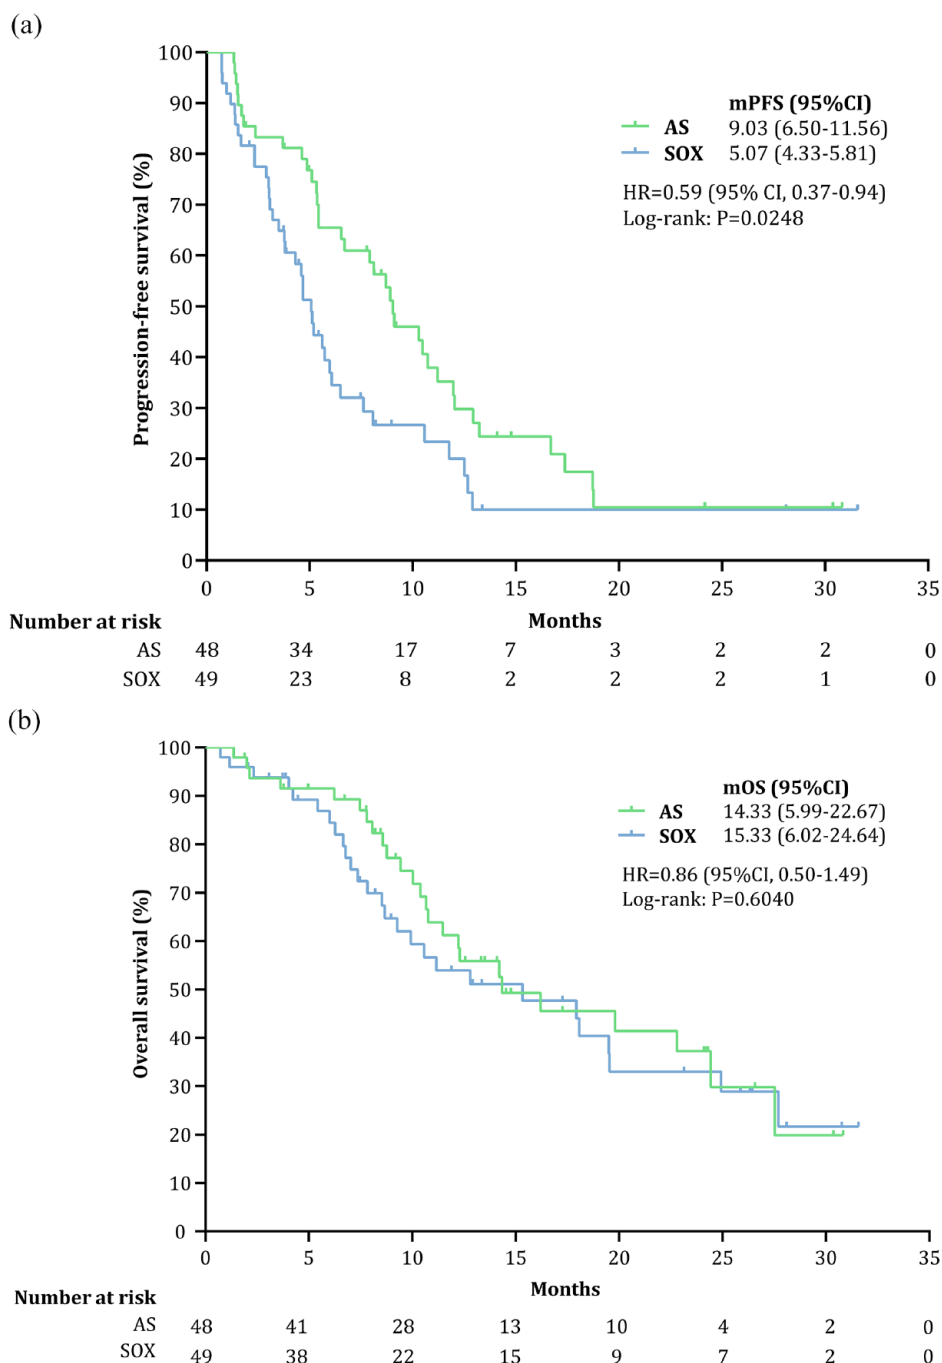 (a)
100
90
80
70
60
50
40
30
20
10
0
Progression-free survival (%)
mPFS (95%CI)
AS 9.03 (6.50-11.56)
SOX 5.07 (4.33-5.81)
HR=0.59 (95% CI, 0.37-0.94)
Log-rank: P=0.0248
0 5 10 15 20 25 30 35
Months
Number at risk
AS 48 34 17 7 3 2 2 0
SOX 49 23 8 2 2 2 1 0
(b)
100
90
80
70
60
50
40
30
20
10
0
Overall survival (%)
mOS (95%CI)
AS 14.33 (5.99-22.67)
SOX 15.33 (6.02-24.64)
HR=0.86 (95%CI, 0.50-1.49)
Log-rank: P=0.6040
0 5 10 15 20 25 30 35
Months
Number at risk
AS 48 41 28 13 10 4 2 0
SOX 49 38 22 15 9 7 2 0